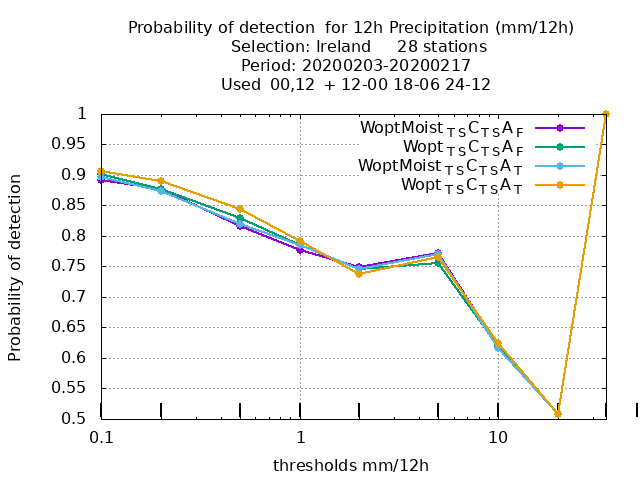 Probability of detection  for 12h Precipitation (mm/12h)
Selection: Ireland     28 stations
Period: 20200203-20200217
Used  00,12  + 12-00 18-06 24-12
WoptMoist TS C TS A F
Wopt TS C TS A F
WoptMoist TS C TS A T
Wopt TS C TS A T
Probability of detection
1
0.95
0.9
0.85
0.8
0.75
0.7
0.65
0.6
0.55
0.5
0.1 1 10
thresholds mm/12h